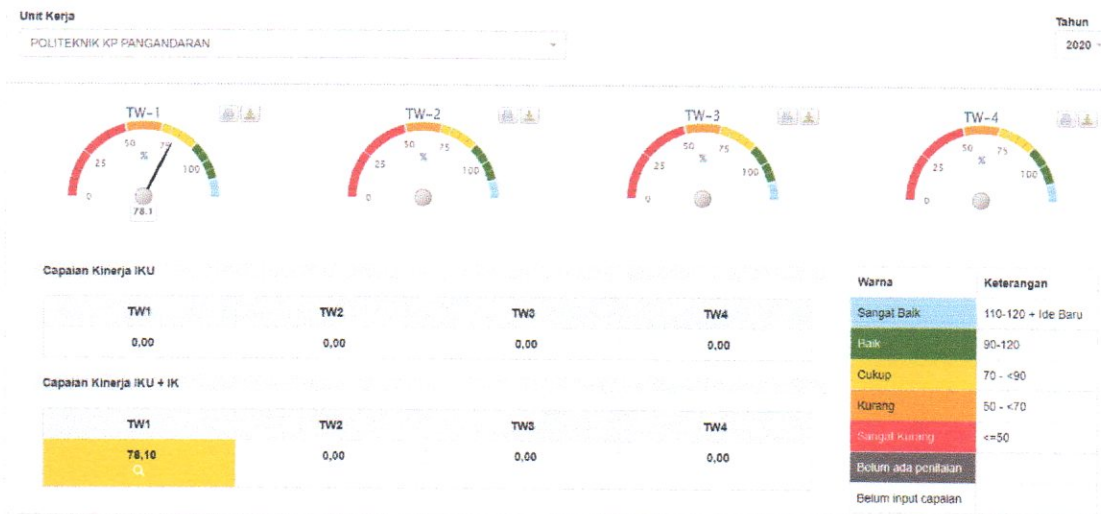 Unit Kerja
POLITEKNIK KP PANGANDARAN
Tahun
2020
TW-1
0 25 50 75 100
%
78.1
TW-2
0 25 50 75 100
%
TW-3
0 25 50 75 100
%
TW-4
0 25 50 75 100
%
Capaian Kinerja IKU
TW1 TW2 TW3 TW4
0,00 0,00 0,00 0,00
Capaian Kinerja IKU + IK
TW1 TW2 TW3 TW4
78,10 0,00 0,00 0,00
Warna Keterangan
Sangat Baik 110-120 + Ide Baru
Baik 90-120
Cukup 70 - <90
Kurang 50 - <70
Sangat Kurang <=50
Belum ada penilaian
Belum input capaian